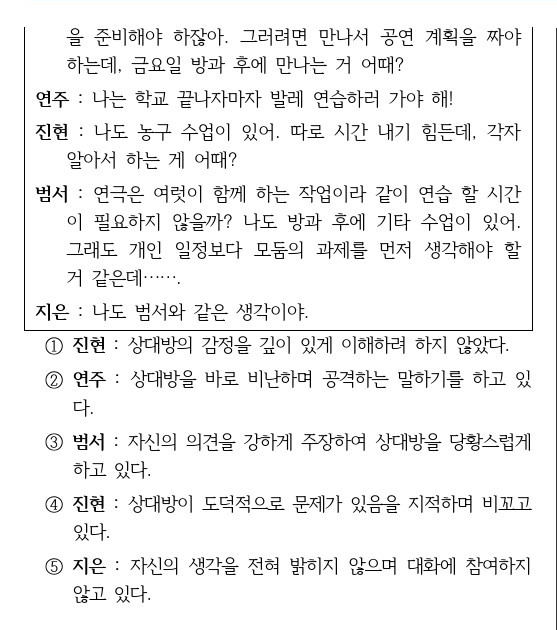 을 준비해야 하잖아. 그러려면 만나서 공연 계획을 짜야
하는데, 금요일 방과 후에 만나는 거 어때?
연주 : 나는 학교 끝나자마자 발레 연습하러 가야 해!
진현 : 나도 농구 수업이 있어. 따로 시간 내기 힘든데, 각자
알아서 하는 게 어때?
범서 : 연극은 여럿이 함께 하는 작업이라 같이 연습 할 시간
이 필요하지 않을까? 나도 방과 후에 기타 수업이 있어.
그래도 개인 일정보다 모둠의 과제를 먼저 생각해야 할
거 같은데⋯⋯.
지은 : 나도 범서와 같은 생각이야.
① 진현 : 상대방의 감정을 깊이 있게 이해하려 하지 않았다.
② 연주 : 상대방을 바로 비난하며 공격하는 말하기를 하고 있
다.
③ 범서 : 자신의 의견을 강하게 주장하여 상대방을 당황스럽게
하고 있다.
④ 진현 : 상대방이 도덕적으로 문제가 있음을 지적하며 비꼬고
있다.
⑤ 지은 : 자신의 생각을 전혀 밝히지 않으며 대화에 참여하지
않고 있다.